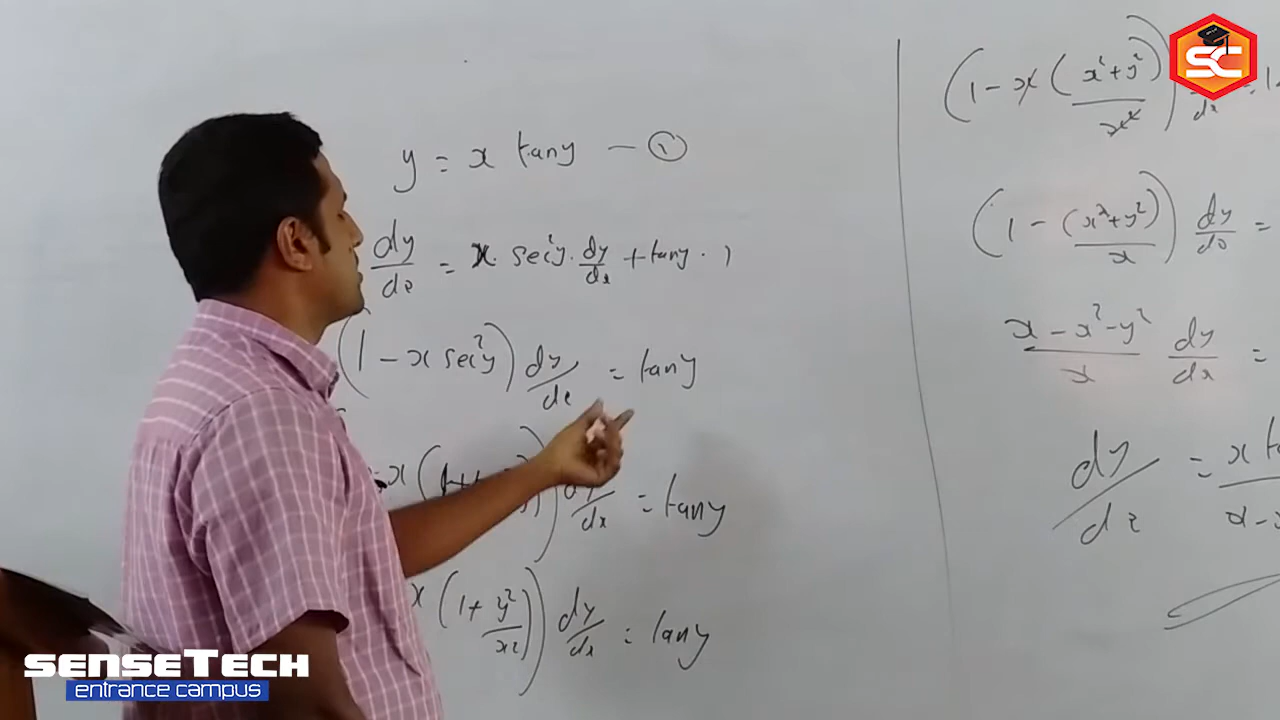 y = x tany — ①
dy/dx = x. sec²y. dy/dx + tany. 1
(1 - x sec²y) dy/dx = tany
dy/dx = tany
x (1 + y²/x²)) dy/dx = tany
(1 - x (x² + y²)/x²) dx
(1 - (x² + y²)/x) dy/dx =
x - x² - y²/x dy/dx =
dy/dx = x
x -
SC
SENSETECH
entrance campus